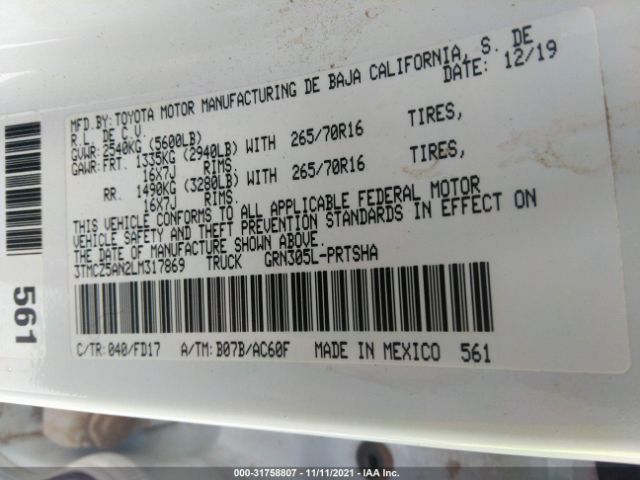 MFD.BY:TOYOTA MOTOR MANUFACTURING DE BAJA CALIFORNIA, S. DE
R.L. DE C.V. DATE: 12/19
GVWR:2540KG (5600LB)
GAWR:FRT. 1335KG (2940LB) WITH 265/70R16 TIRES,
16X7J RIMS.
RR. 1490KG (3280LB) WITH 265/70R16 TIRES,
16X7J RIMS.
THIS VEHICLE CONFORMS TO ALL APPLICABLE FEDERAL MOTOR
VEHICLE SAFETY AND THEFT PREVENTION STANDARDS IN EFFECT ON
THE DATE OF MANUFACTURE SHOWN ABOVE.
3TMCZ5AN2LM317869 TRUCK GRN305L-PRTSHA
C/TR:040/FD17 A/TM:B07B/AC60F MADE IN MEXICO 561
561
000-31758807 - 11/11/2021 - IAA Inc.